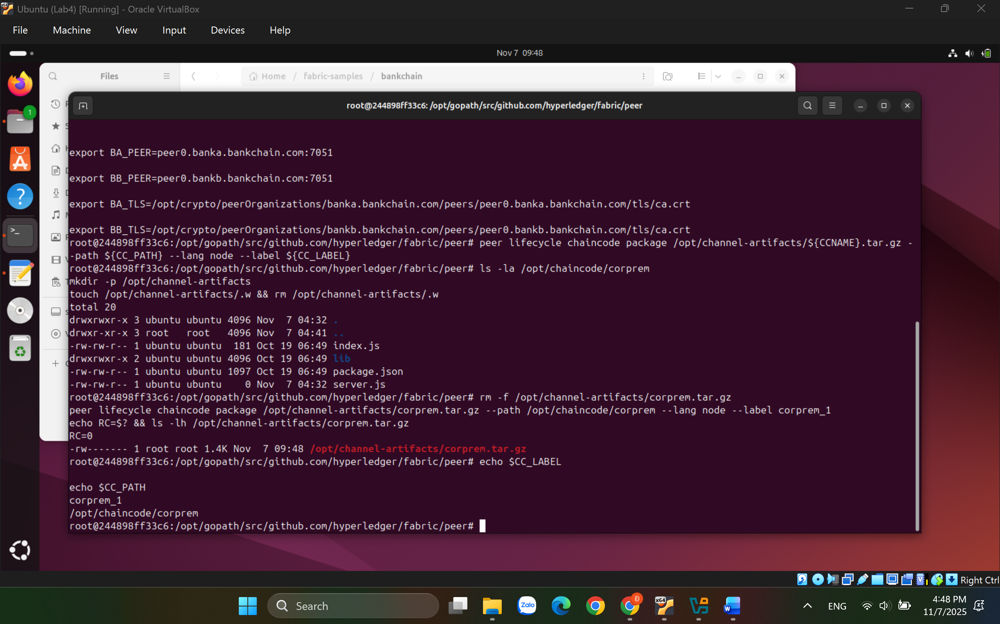 Ubuntu (Lab4) [Running] - Oracle VirtualBox
File Machine View Input Devices Help
Nov 7 09:48
Files
Home / fabric-samples / bankchain
1
root@244898ff33c6: /opt/gopath/src/github.com/hyperledger/fabric/peer
export BA_PEER=peer0.banka.bankchain.com:7051
export BB_PEER=peer0.bankb.bankchain.com:7051
export BA_TLS=/opt/crypto/peerOrganizations/banka.bankchain.com/peers/peer0.banka.bankchain.com/tls/ca.crt
export BB_TLS=/opt/crypto/peerOrganizations/bankb.bankchain.com/peers/peer0.bankb.bankchain.com/tls/ca.crt
root@244898ff33c6:/opt/gopath/src/github.com/hyperledger/fabric/peer# peer lifecycle chaincode package /opt/channel-artifacts/${CCNAME}.tar.gz -
-path ${CC_PATH} --lang node --label ${CC_LABEL}
root@244898ff33c6:/opt/gopath/src/github.com/hyperledger/fabric/peer# ls -la /opt/chaincode/corprem
mkdir -p /opt/channel-artifacts
touch /opt/channel-artifacts/.w && rm /opt/channel-artifacts/.w
total 20
drwxrwxr-x 3 ubuntu ubuntu 4096 Nov  7 04:32 .
drwxr-xr-x 3 root   root   4096 Nov  7 04:41 ..
-rw-rw-r-- 1 ubuntu ubuntu  181 Oct 19 06:49 index.js
drwxrwxr-x 2 ubuntu ubuntu 4096 Oct 19 06:49 lib
-rw-rw-r-- 1 ubuntu ubuntu 1097 Oct 19 06:49 package.json
-rw-rw-r-- 1 ubuntu ubuntu    0 Nov  7 04:32 server.js
root@244898ff33c6:/opt/gopath/src/github.com/hyperledger/fabric/peer# rm -f /opt/channel-artifacts/corprem.tar.gz
peer lifecycle chaincode package /opt/channel-artifacts/corprem.tar.gz --path /opt/chaincode/corprem --lang node --label corprem_1
echo RC=$? && ls -lh /opt/channel-artifacts/corprem.tar.gz
RC=0
-rw------- 1 root root 1.4K Nov  7 09:48 /opt/channel-artifacts/corprem.tar.gz
root@244898ff33c6:/opt/gopath/src/github.com/hyperledger/fabric/peer# echo $CC_LABEL
echo $CC_PATH
corprem_1
/opt/chaincode/corprem
root@244898ff33c6:/opt/gopath/src/github.com/hyperledger/fabric/peer#
Right Ctrl
Search
Zalo
Đ
x64
W
ENG
4:48 PM
11/7/2025